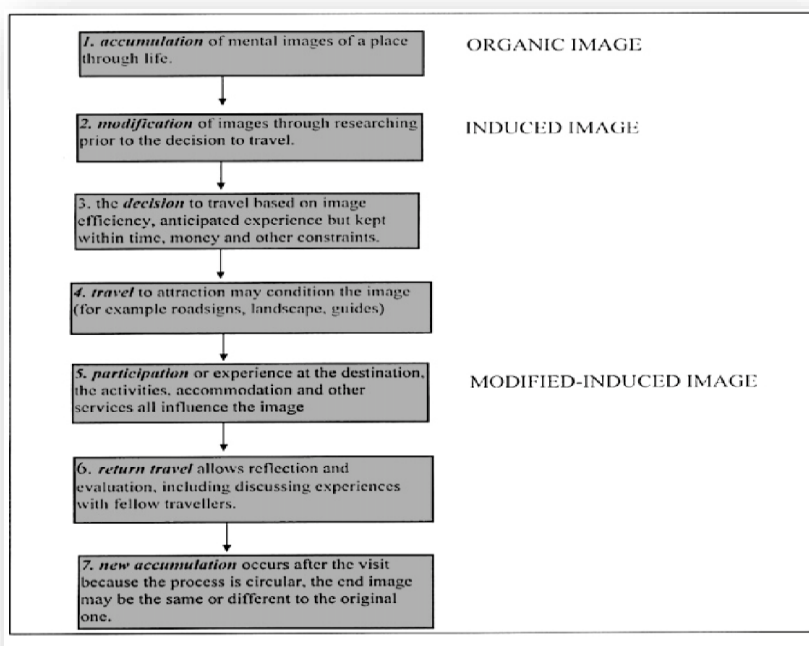 1. accumulation of mental images of a place
through life.
ORGANIC IMAGE
2. modification of images through researching
prior to the decision to travel.
INDUCED IMAGE
3. the decision to travel based on image
efficiency, anticipated experience but kept
within time, money and other constraints.
4. travel to attraction may condition the image
(for example roadsigns, landscape, guides)
5. participation or experience at the destination,
the activities, accommodation and other
services all influence the image
MODIFIED-INDUCED IMAGE
6. return travel allows reflection and
evaluation, including discussing experiences
with fellow travellers.
7. new accumulation occurs after the visit
because the process is circular, the end image
may be the same or different to the original
one.